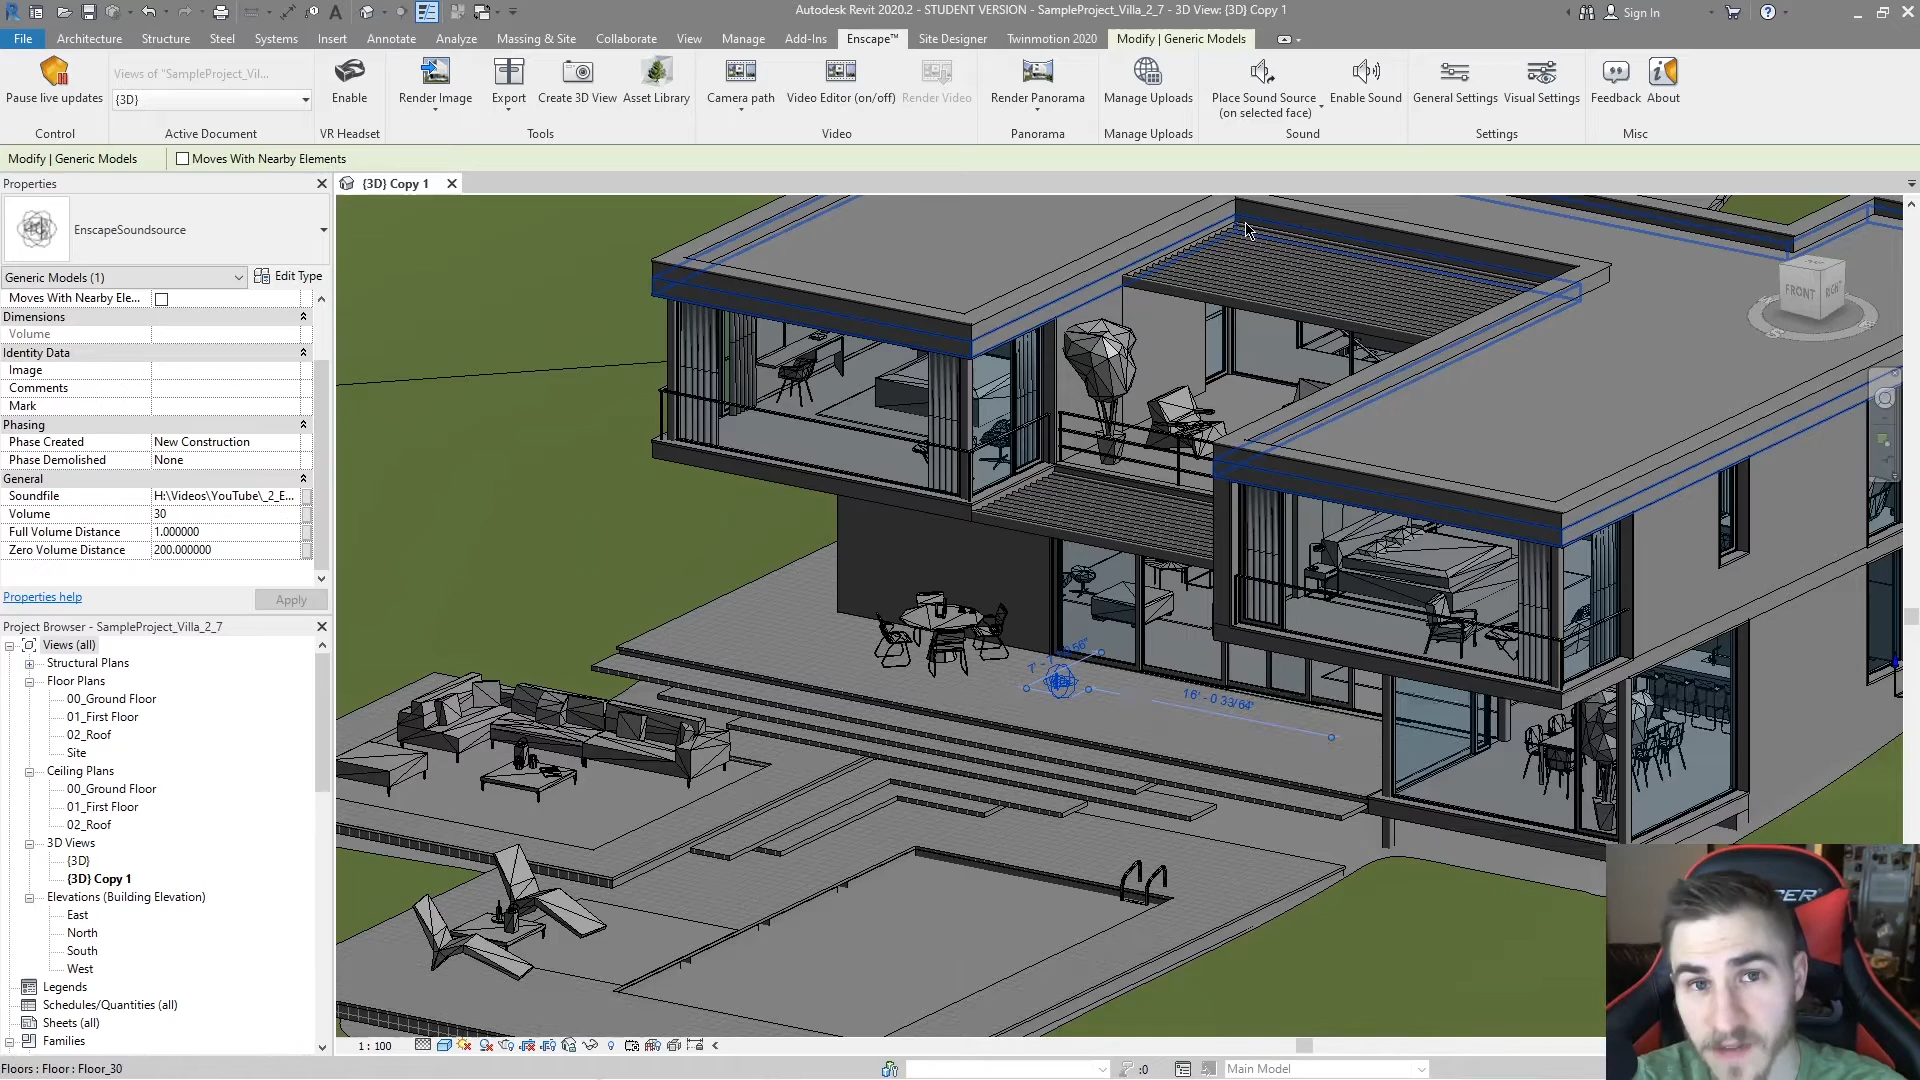 Autodesk Revit 2020.2 - STUDENT VERSION - SampleProject_Villa_2_7 - 3D View: {3D} Copy 1
Sign In
File Architecture Structure Steel Systems Insert Annotate Analyze Massing & Site Collaborate View Manage Add-Ins Enscape™ Site Designer Twinmotion 2020 Modify | Generic Models
Views of "SampleProject_Vil...
Pause live updates {3D} Enable Render Image Export Create 3D View Asset Library Camera path Video Editor (on/off) Render Video Render Panorama Manage Uploads Place Sound Source Enable Sound General Settings Visual Settings Feedback About
(on selected face)
Control Active Document VR Headset Tools Video Panorama Manage Uploads Sound Settings Misc
Modify | Generic Models Moves With Nearby Elements
Properties {3D} Copy 1
EnscapeSoundsource
Generic Models (1) Edit Type
Moves With Nearby Ele...
Dimensions
Volume
Identity Data
Image
Comments
Mark
Phasing
Phase Created New Construction
Phase Demolished None
General
Soundfile H:\Videos\YouTube\_2_E...
Volume 30
Full Volume Distance 1.000000
Zero Volume Distance 200.000000
Properties help Apply
Project Browser - SampleProject_Villa_2_7
Views (all)
Structural Plans
Floor Plans
00_Ground Floor
01_First Floor
02_Roof
Site
Ceiling Plans
00_Ground Floor
01_First Floor
02_Roof
3D Views
{3D}
{3D} Copy 1
Elevations (Building Elevation)
East
North
South
West
Legends
Schedules/Quantities (all)
Sheets (all)
Families
FRONT RIGHT
16' - 0 33/64"
1 : 100
Floors : Floor : Floor_30 :0 Main Model